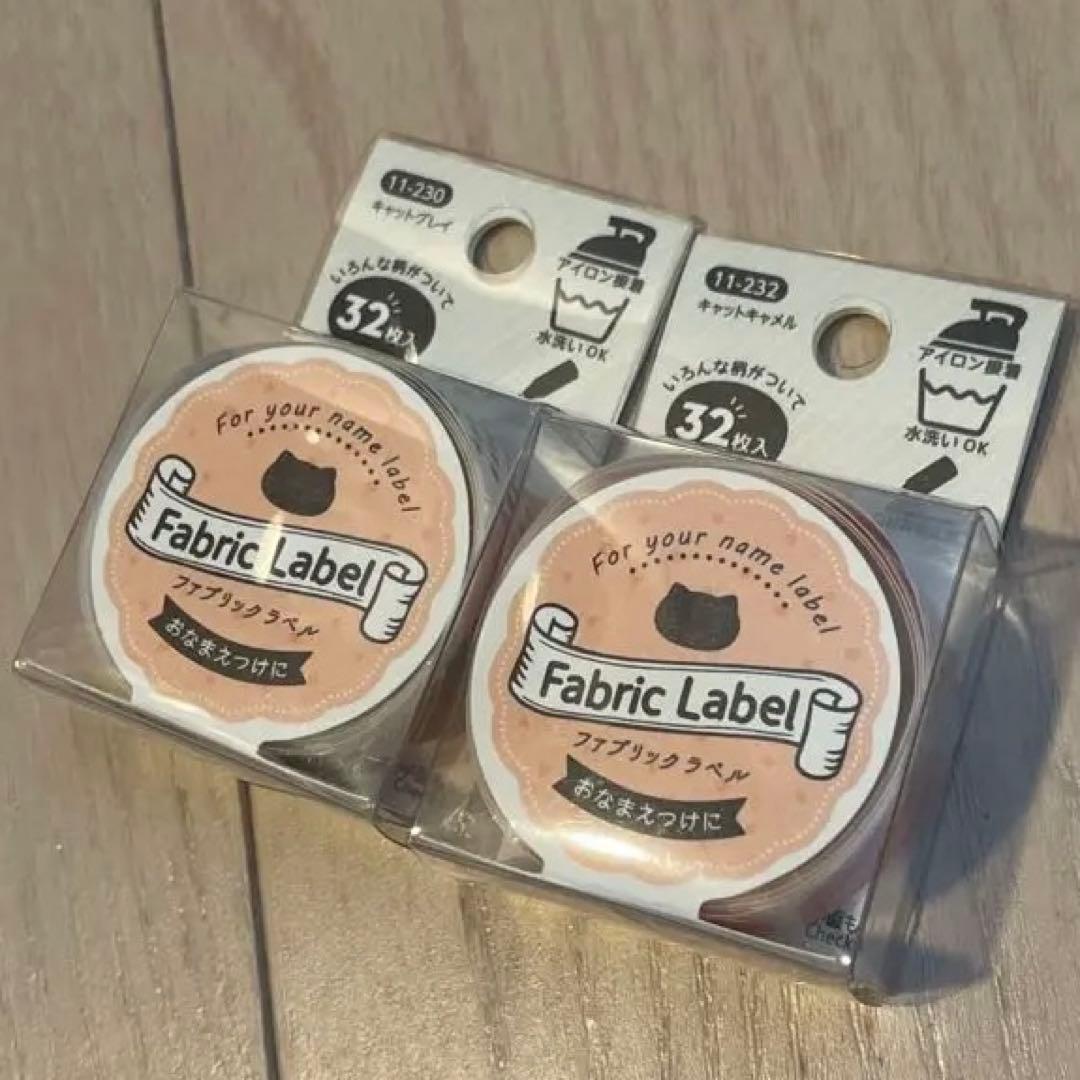 11-230
キャットグレイ
いろんな柄がついて
32枚入
アイロン接着
水洗いOK
For your name label
Fabric Label
ファブリックラベル
おなまえつけに
11-232
キャットキャメル
いろんな柄がついて
32枚入
アイロン接着
水洗いOK
For your name label
Fabric Label
ファブリックラベル
おなまえつけに
Check